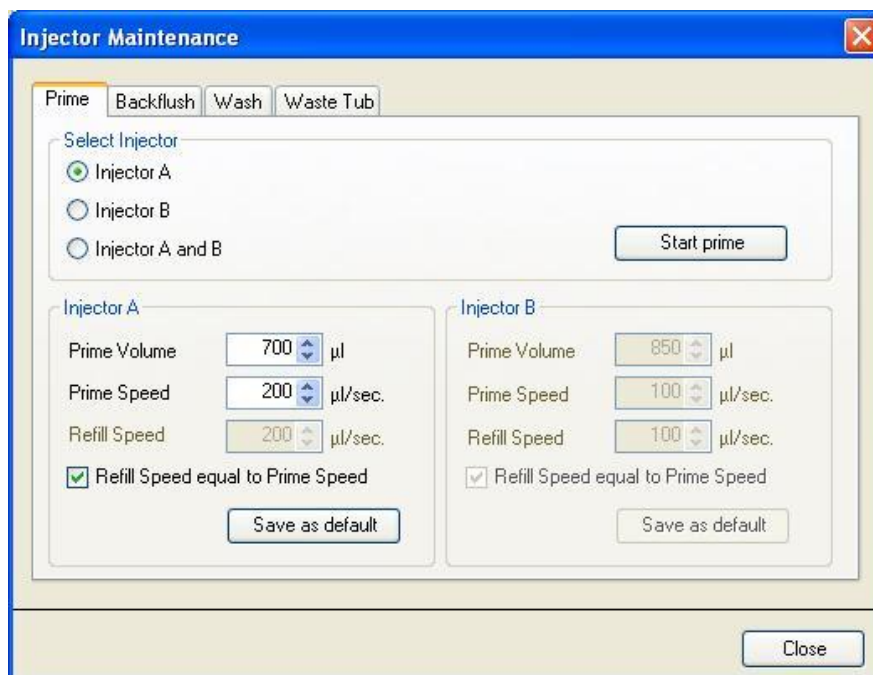 Injector Maintenance
Prime Backflush Wash Waste Tub
Select Injector
Injector A
Injector B
Injector A and B
Start prime
Injector A
Prime Volume 700 µl
Prime Speed 200 µl/sec.
Refill Speed 200 µl/sec.
Refill Speed equal to Prime Speed
Save as default
Injector B
Prime Volume 850 µl
Prime Speed 100 µl/sec.
Refill Speed 100 µl/sec.
Refill Speed equal to Prime Speed
Save as default
Close